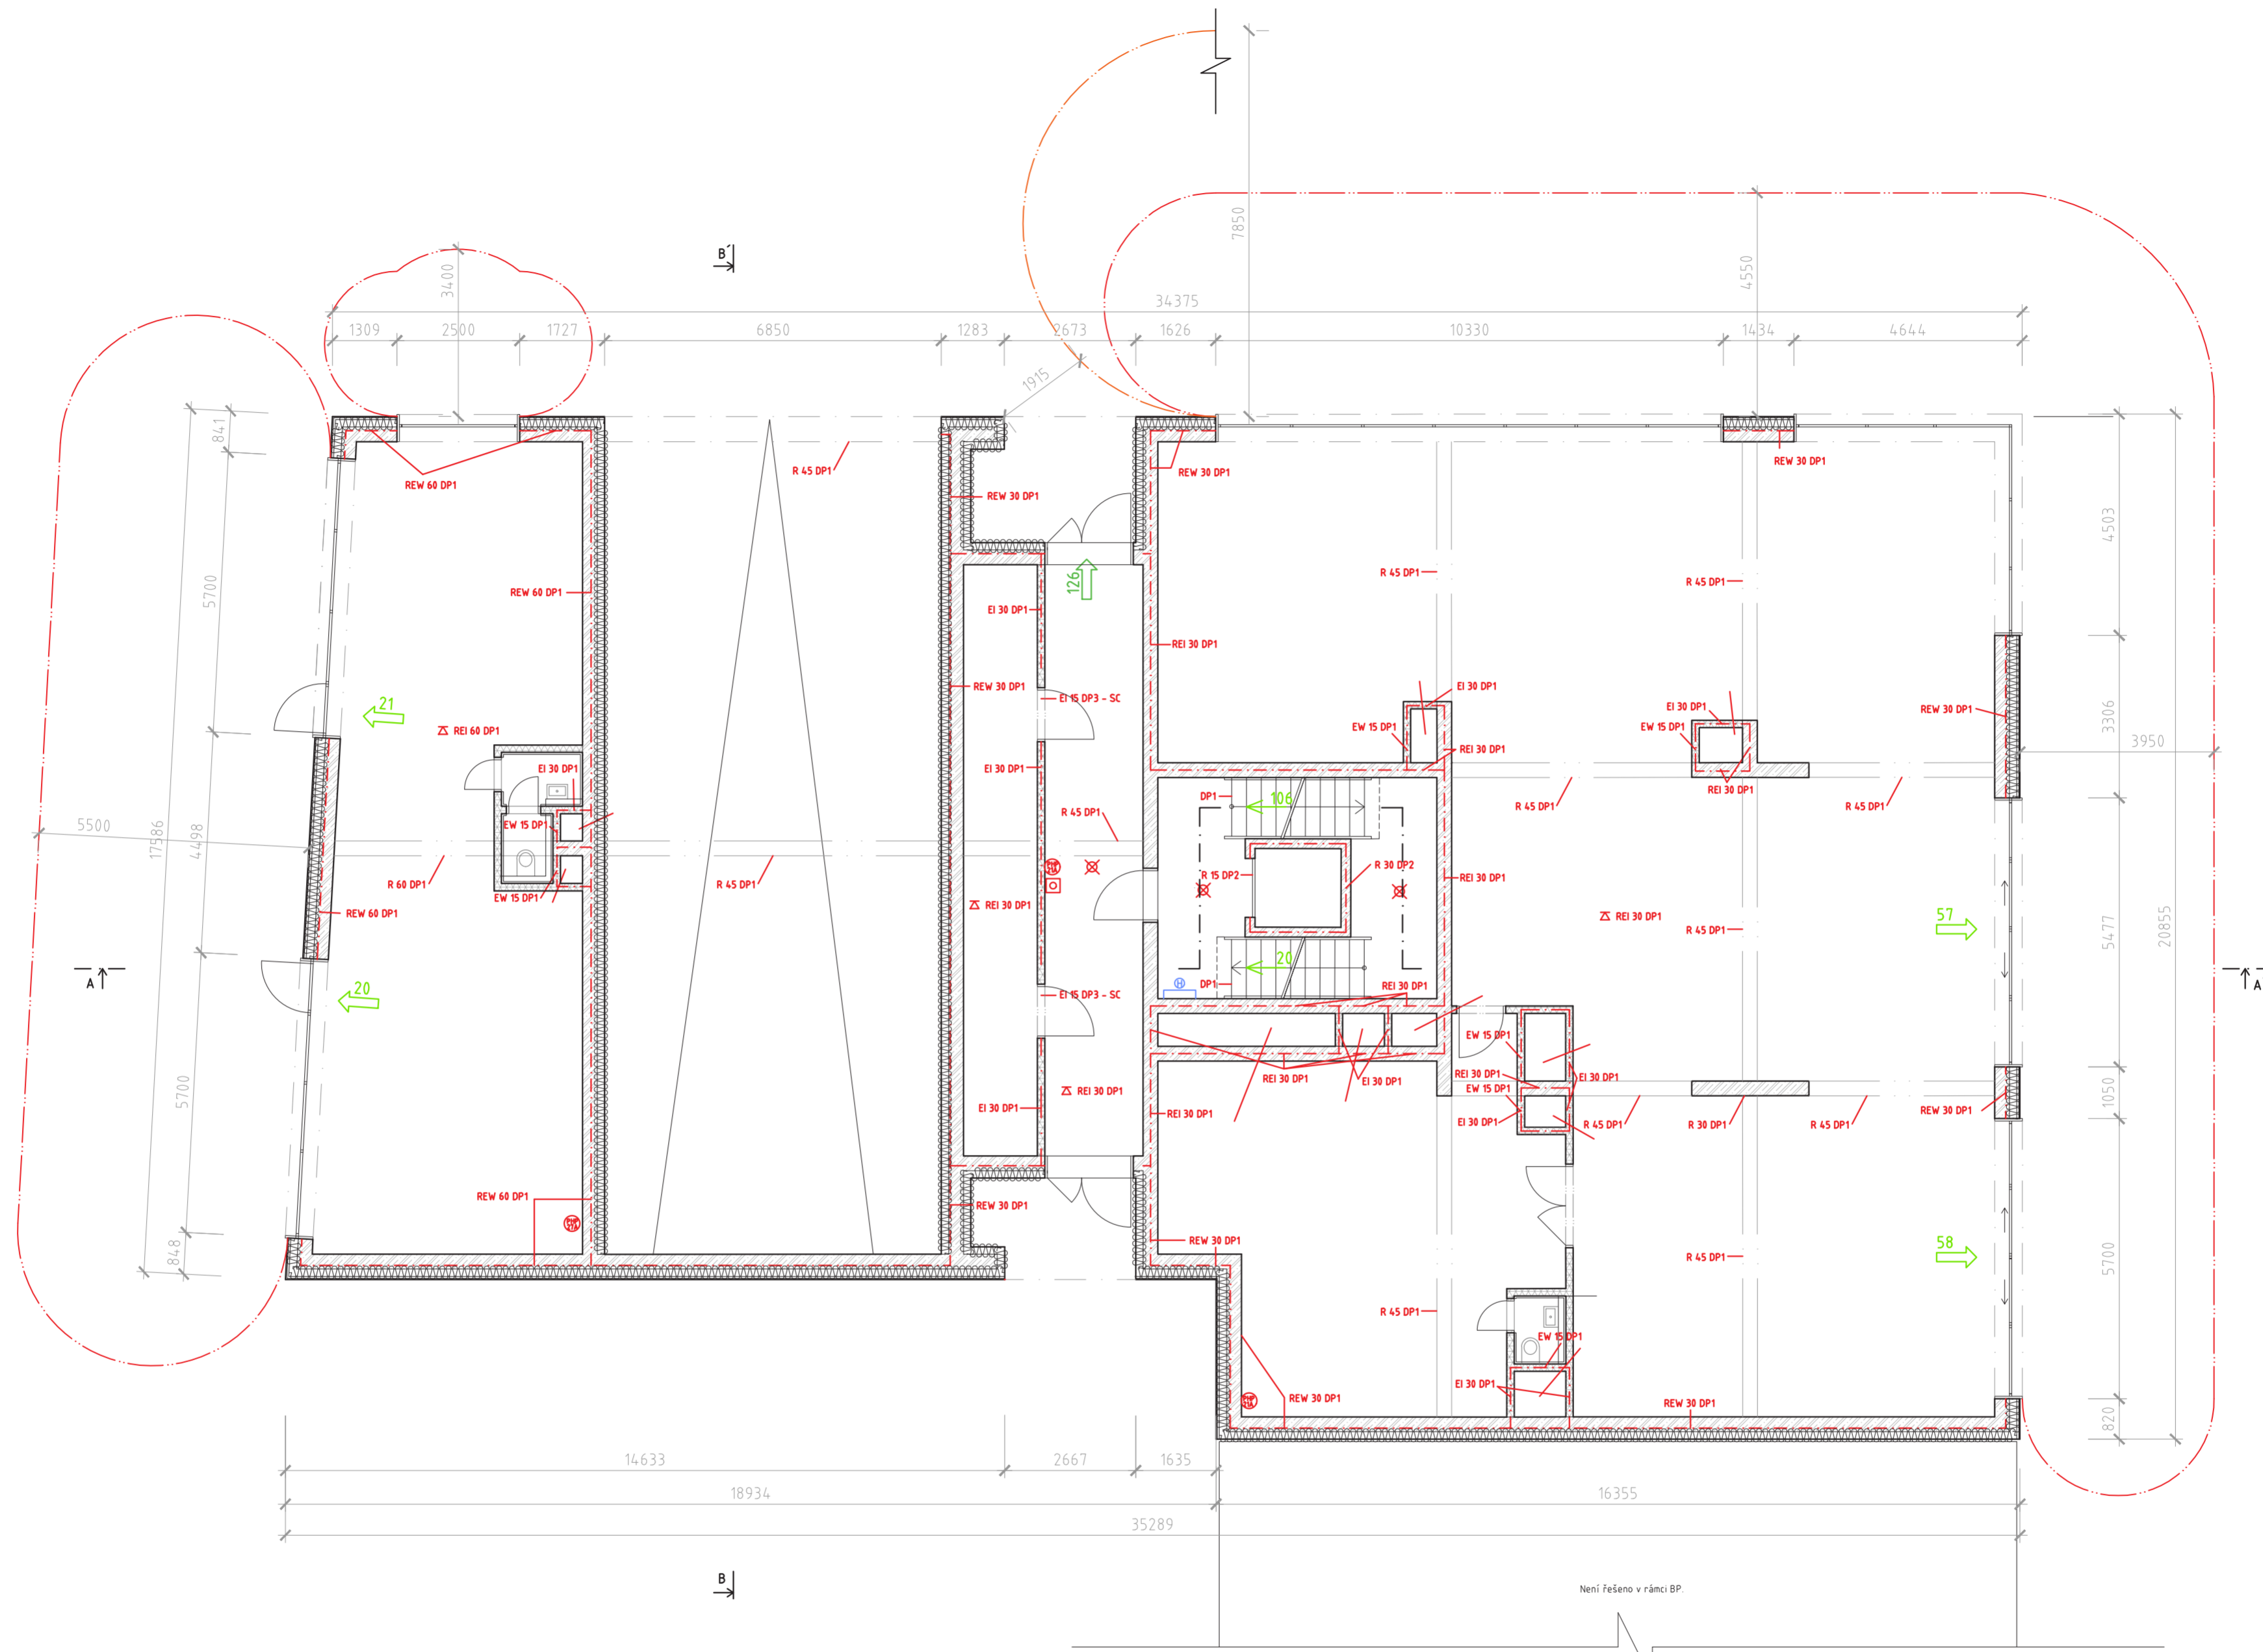 7850
B´
3400
4550
34375
1309
2500
1727
6850
1283
2673
1626
10330
1434
4644
1915
841
R 45 DP1
REW 60 DP1
REW 30 DP1
REW 30 DP1
REW 30 DP1
4503
5700
R 45 DP1
R 45 DP1
126
REW 60 DP1
EI 30 DP1
REI 30 DP1
REW 30 DP1
EI 15 DP3 - SC
EI 30 DP1
EI 30 DP1
REW 30 DP1
3306
21
REI 60 DP1
EW 15 DP1
EW 15 DP1
REI 30 DP1
3950
EI 30 DP1
EI 30 DP1
REI 30 DP1
DP1
106
R 45 DP1
R 45 DP1
R 45 DP1
5500
17586
4498
EW 15 DP1
R 60 DP1
R 45 DP1
R 15 DP2
R 30 DP2
REI 30 DP1
EW 15 DP1
REW 60 DP1
REI 30 DP1
REI 30 DP1
R 45 DP1
57
5477
20855
A
20
DP1
20
H
REI 30 DP1
EI 15 DP3 - SC
A
EW 15 DP1
5700
REI 30 DP1
EI 30 DP1
REI 30 DP1
EI 30 DP1
REI 30 DP1
EW 15 DP1
1050
EI 30 DP1
REI 30 DP1
EI 30 DP1
R 45 DP1
R 30 DP1
R 45 DP1
REW 30 DP1
REW 60 DP1
REW 30 DP1
REW 30 DP1
848
R 45 DP1
58
5700
R 45 DP1
EW 15 DP1
EI 30 DP1
REW 30 DP1
REW 30 DP1
820
14633
2667
1635
18934
16355
35289
B
Není řešeno v rámci BP.